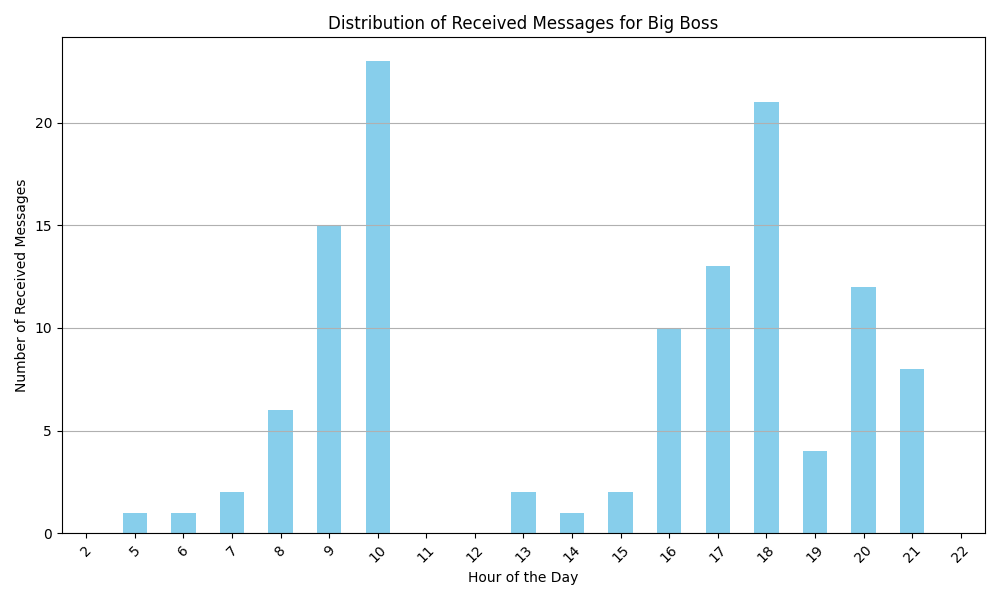 Distribution of Received Messages for Big Boss
Number of Received Messages
20
15
10
5
0
2 5 6 7 8 9 10 11 12 13 14 15 16 17 18 19 20 21 22
Hour of the Day